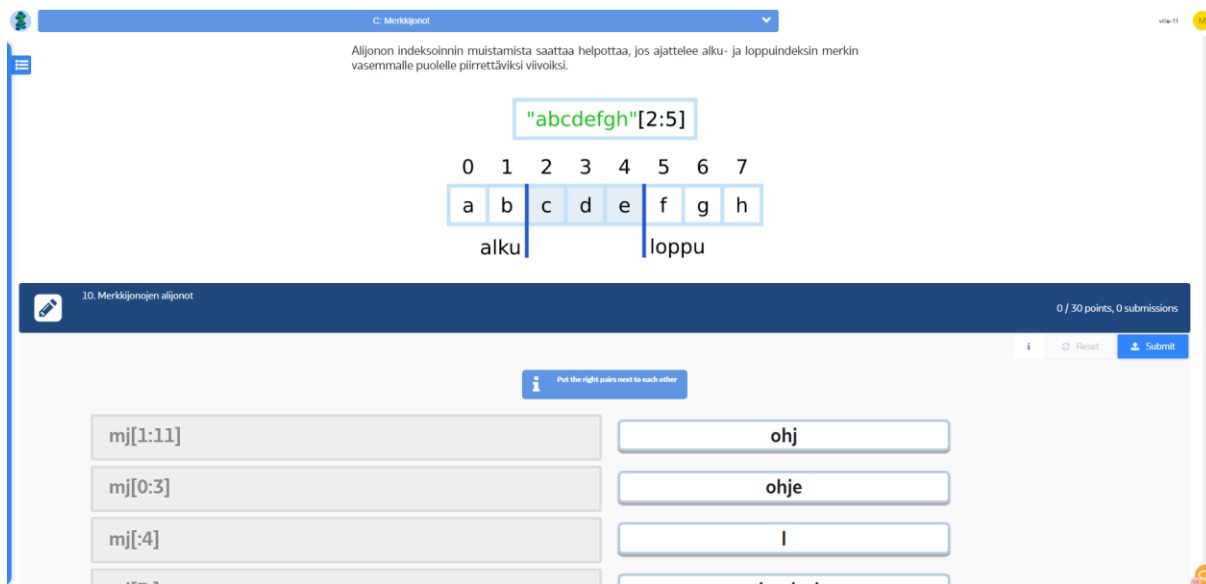 C: Merkkijonot
ville-11
M
Alijonon indeksoinnin muistamista saattaa helpottaa, jos ajattelee alku- ja loppuindeksin merkin
vasemmalle puolelle piirrettäviksi viivoiksi.
"abcdefgh"[2:5]
0 1 2 3 4 5 6 7
a b c d e f g h
alku loppu
10. Merkkijonojen alijonot
0 / 30 points, 0 submissions
i Reset Submit
Put the right pairs next to each other
mj[1:11] ohj
mj[0:3] ohje
mj[:4] l